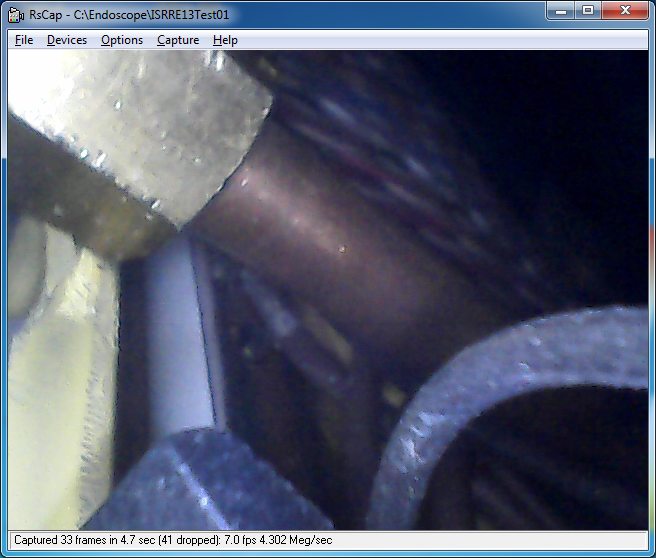 RsCap - C:\Endoscope\ISRRE13Test01
File Devices Options Capture Help
Captured 33 frames in 4.7 sec (41 dropped): 7.0 fps 4.302 Meg/sec